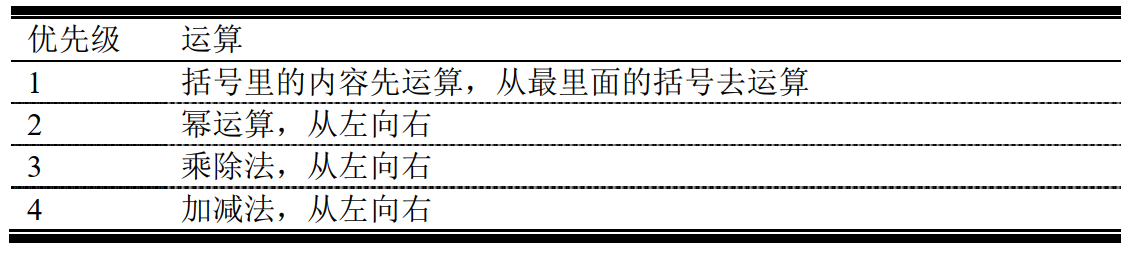 优先级 运算
1 括号里的内容先运算，从最里面的括号去运算
2 幂运算，从左向右
3 乘除法，从左向右
4 加减法，从左向右